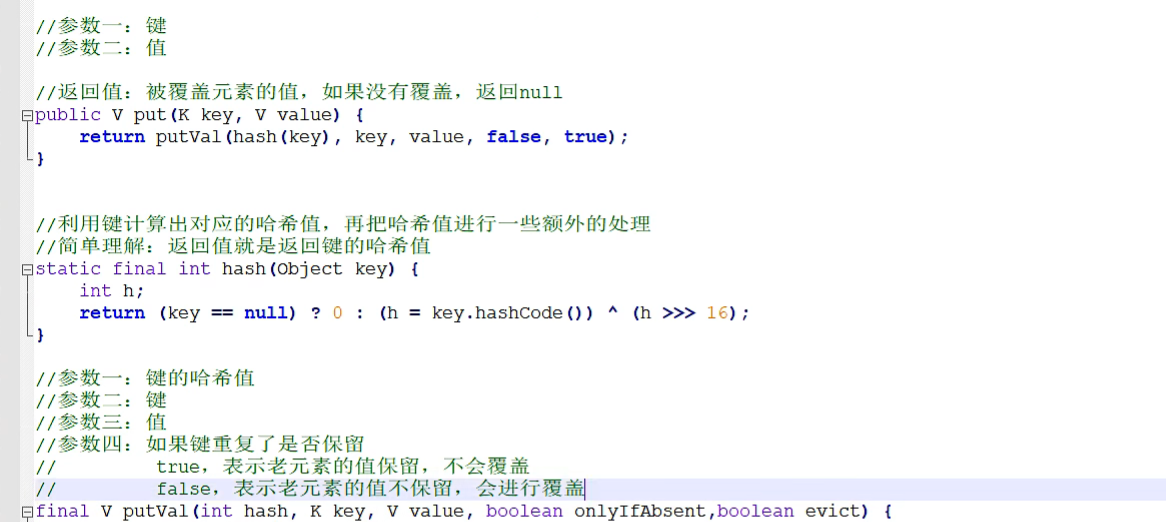 //参数一：键
//参数二：值
//返回值：被覆盖元素的值，如果没有覆盖，返回null
public V put(K key, V value) {
    return putVal(hash(key), key, value, false, true);
}
//利用键计算出对应的哈希值，再把哈希值进行一些额外的处理
//简单理解：返回值就是返回键的哈希值
static final int hash(Object key) {
    int h;
    return (key == null) ? 0 : (h = key.hashCode()) ^ (h >>> 16);
}
//参数一：键的哈希值
//参数二：键
//参数三：值
//参数四：如果键重复了是否保留
//         true，表示老元素的值保留，不会覆盖
//         false，表示老元素的值不保留，会进行覆盖
final V putVal(int hash, K key, V value, boolean onlyIfAbsent,boolean evict) {